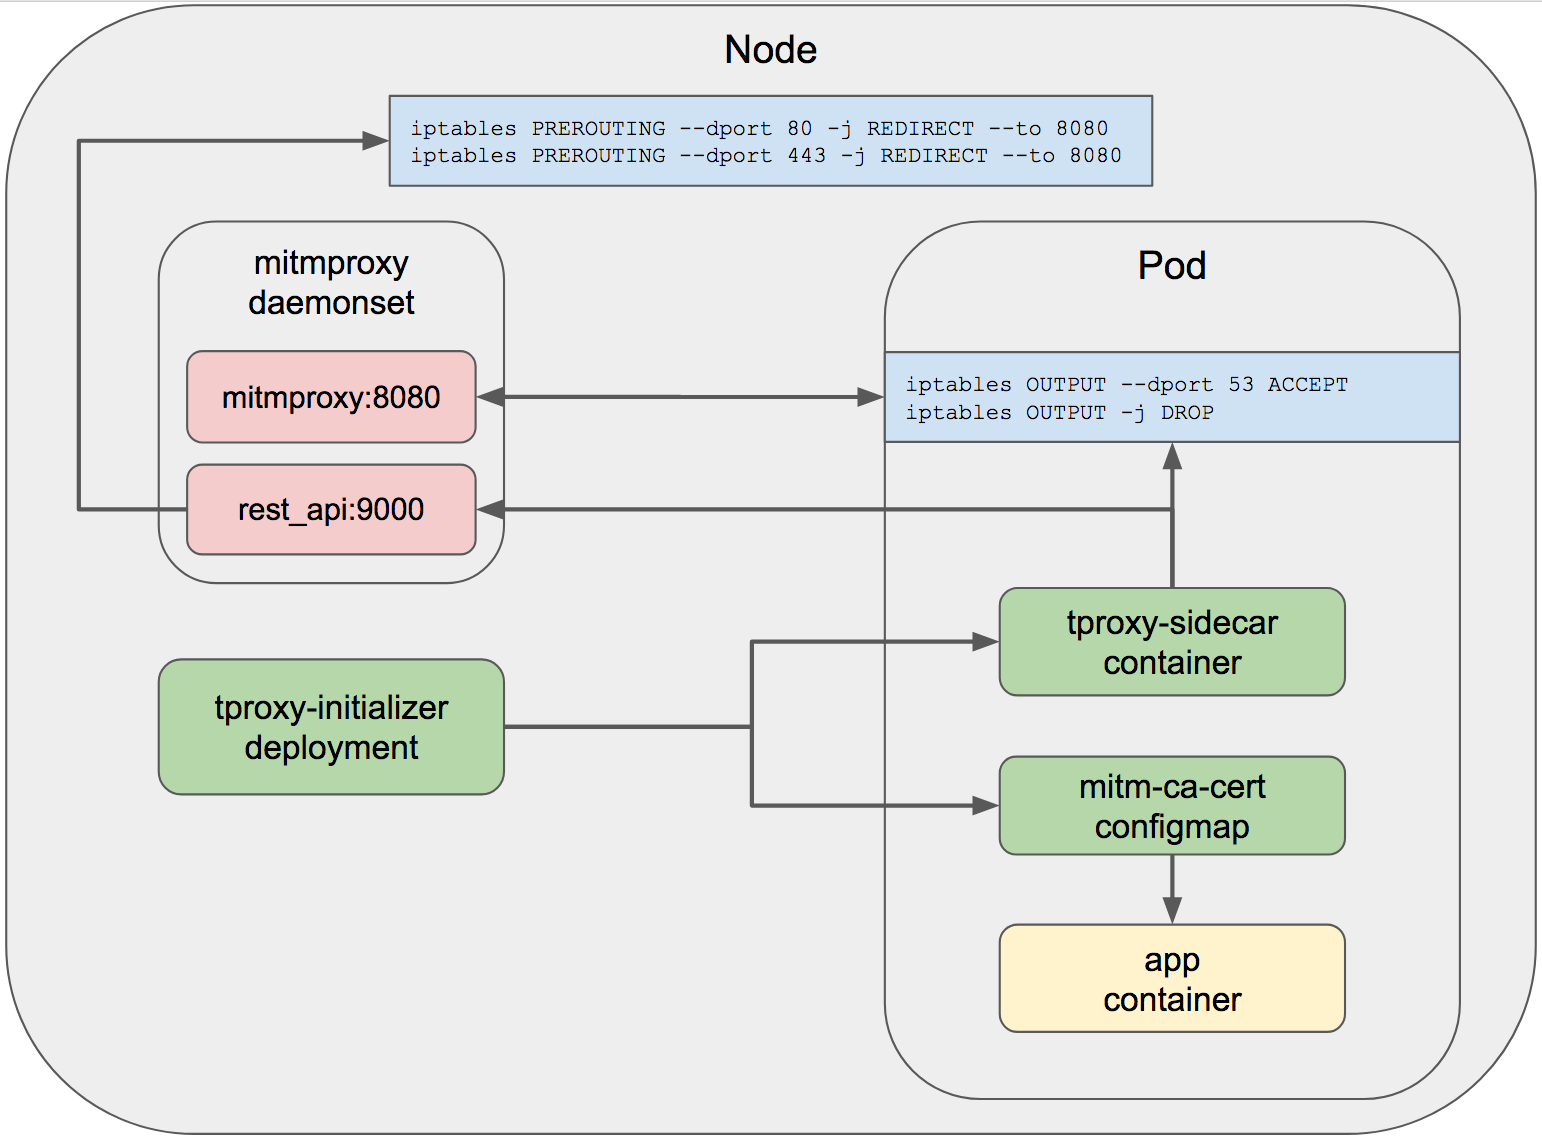 Node
iptables PREROUTING --dport 80 -j REDIRECT --to 8080
iptables PREROUTING --dport 443 -j REDIRECT --to 8080
mitmproxy
daemonset
mitmproxy:8080
rest_api:9000
Pod
iptables OUTPUT --dport 53 ACCEPT
iptables OUTPUT -j DROP
tproxy-sidecar
container
tproxy-initializer
deployment
mitm-ca-cert
configmap
app
container